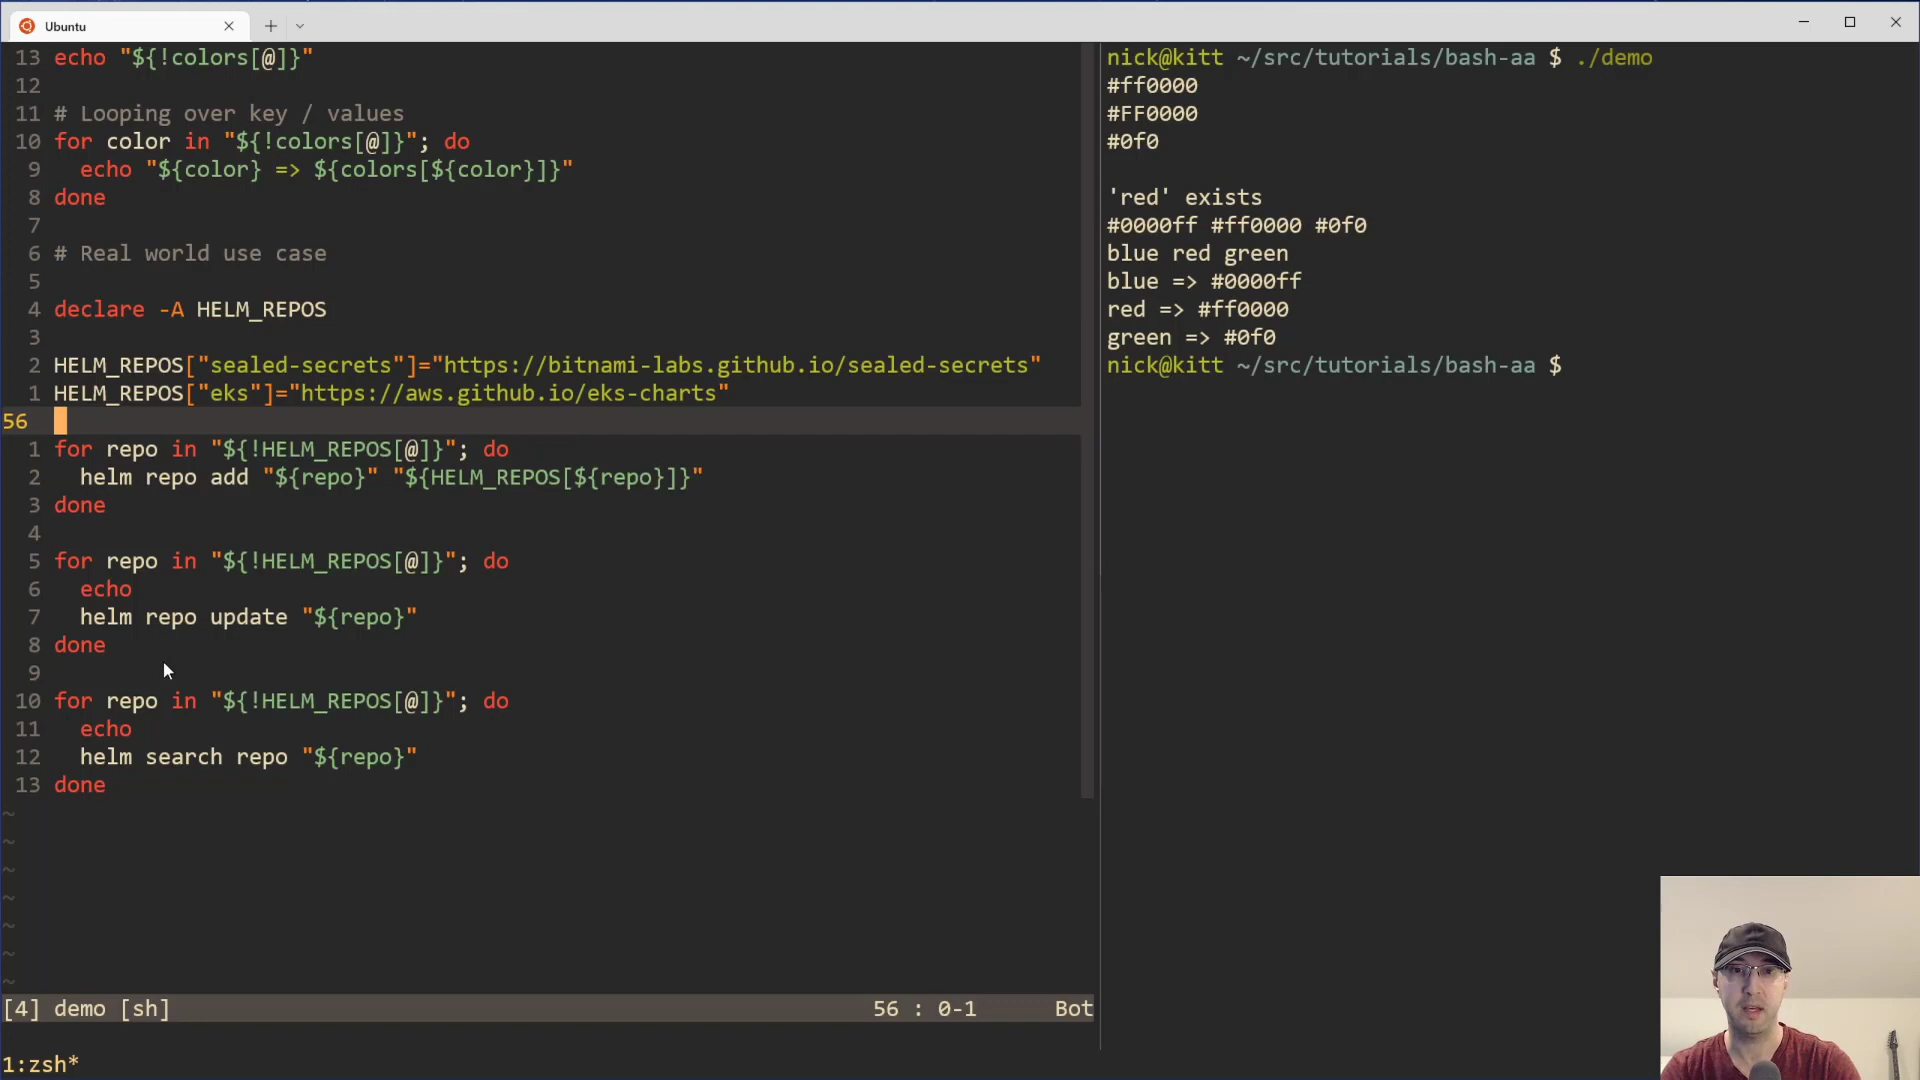 Ubuntu
13 echo "${!colors[@]}"
12
11 # Looping over key / values
10 for color in "${!colors[@]}"; do
9 echo "${color} => ${colors[${color}]}"
8 done
7
6 # Real world use case
5
4 declare -A HELM_REPOS
3
2 HELM_REPOS["sealed-secrets"]="https://bitnami-labs.github.io/sealed-secrets"
1 HELM_REPOS["eks"]="https://aws.github.io/eks-charts"
56
1 for repo in "${!HELM_REPOS[@]}"; do
2 helm repo add "${repo}" "${HELM_REPOS[${repo}]}"
3 done
4
5 for repo in "${!HELM_REPOS[@]}"; do
6 echo
7 helm repo update "${repo}"
8 done
9
10 for repo in "${!HELM_REPOS[@]}"; do
11 echo
12 helm search repo "${repo}"
13 done
~
~
~
~
~
~
~
[4] demo [sh] 56 : 0-1 Bot
1:zsh*
nick@kitt ~/src/tutorials/bash-aa $ ./demo
#ff0000
#FF0000
#0f0
'red' exists
#0000ff #ff0000 #0f0
blue red green
blue => #0000ff
red => #ff0000
green => #0f0
nick@kitt ~/src/tutorials/bash-aa $